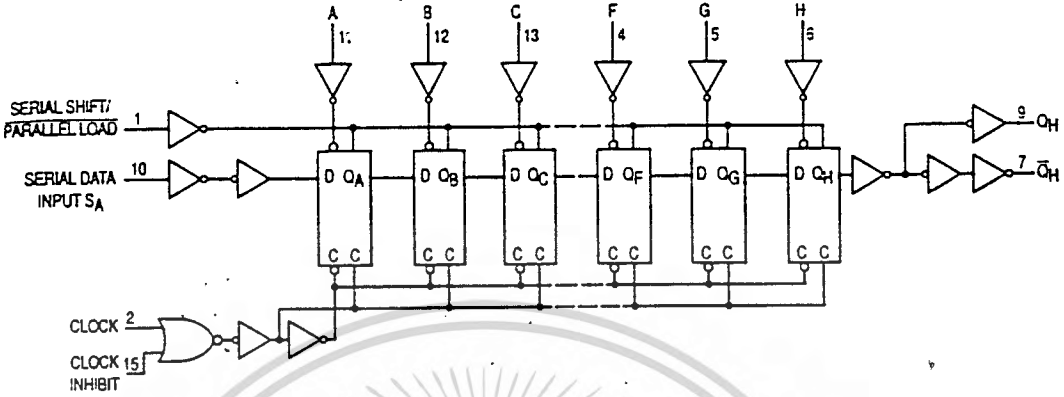 A B C F G H
11 12 13 4 5 6
SERIAL SHIFT/
PARALLEL LOAD 1
9 QH
SERIAL DATA 10
INPUT SA
D QA D QB D QC D QF D QG D QH
7 Q̅H
C C C C C C C C C C C C
CLOCK 2
CLOCK 15
INHIBIT